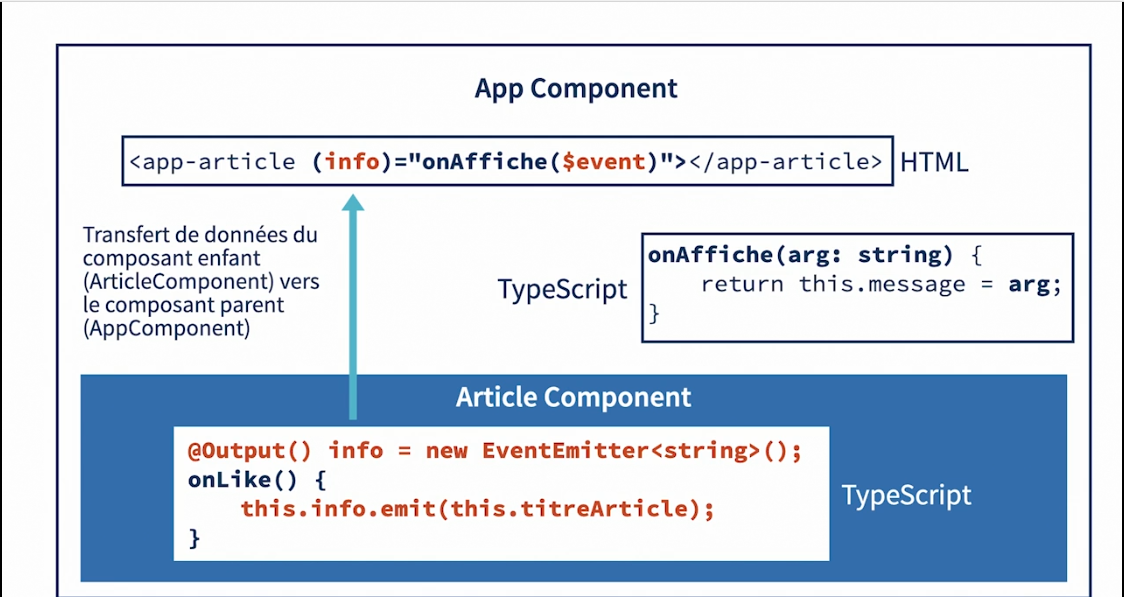 App Component
<app-article (info)="onAffiche($event)"></app-article>
HTML
Transfert de données du
composant enfant
(ArticleComponent) vers
le composant parent
(AppComponent)
TypeScript
onAffiche(arg: string) {
return this.message = arg;
}
Article Component
@Output() info = new EventEmitter<string>();
onLike() {
this.info.emit(this.titreArticle);
}
TypeScript